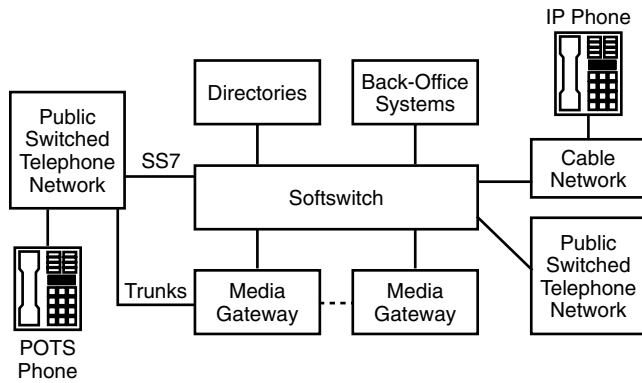 IP Phone
Directories
Back-Office
Systems
Public
Switched
Telephone
Network
SS7
Softswitch
Cable
Network
Public
Switched
Telephone
Network
Trunks
Media
Gateway
Media
Gateway
POTS
Phone